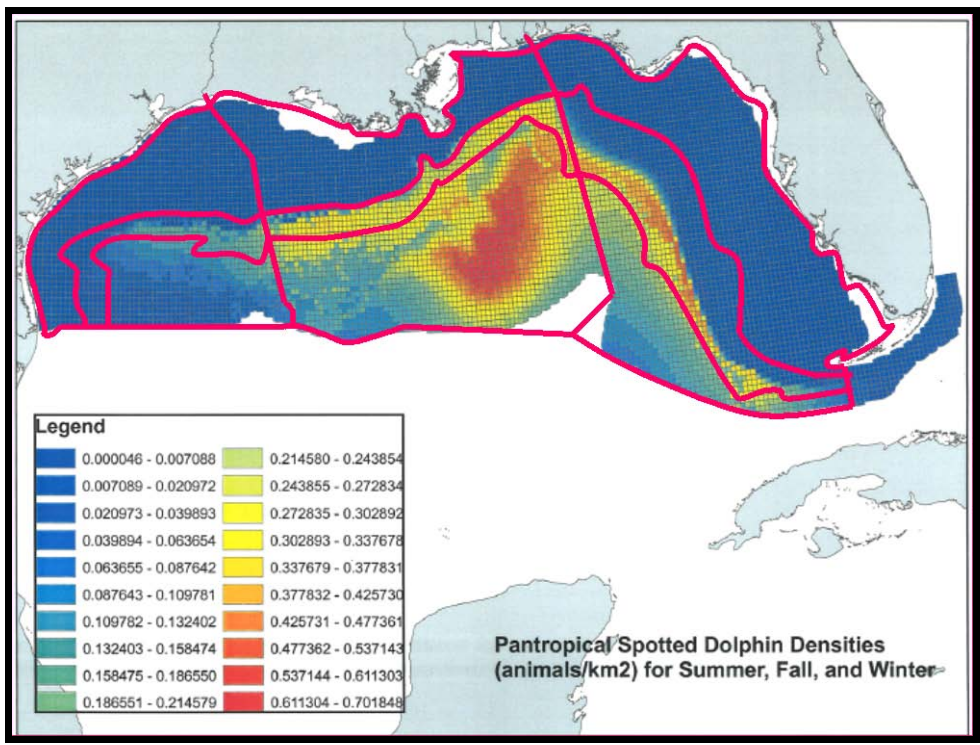 Legend
0.000046 - 0.007088
0.007089 - 0.020972
0.020973 - 0.039893
0.039894 - 0.063654
0.063655 - 0.087642
0.087643 - 0.109781
0.109782 - 0.132402
0.132403 - 0.158474
0.158475 - 0.186550
0.186551 - 0.214579
0.214580 - 0.243854
0.243855 - 0.272834
0.272835 - 0.302892
0.302893 - 0.337678
0.337679 - 0.377831
0.377832 - 0.425730
0.425731 - 0.477361
0.477362 - 0.537143
0.537144 - 0.611303
0.611304 - 0.701848
Pantropical Spotted Dolphin Densities
(animals/km2) for Summer, Fall, and Winter